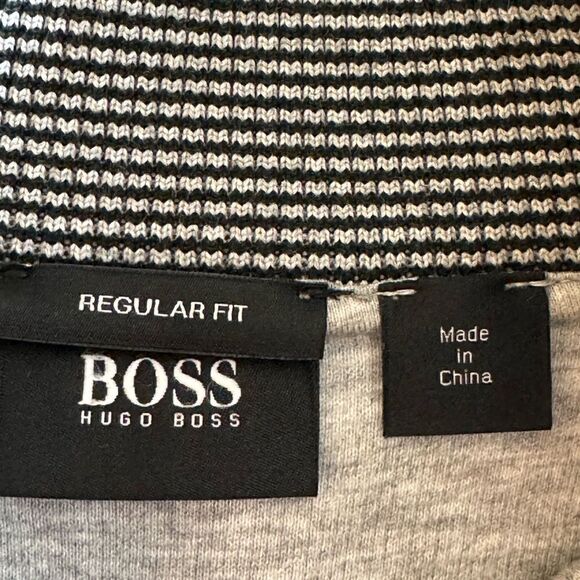 REGULAR FIT
BOSS
HUGO BOSS
Made
in
China